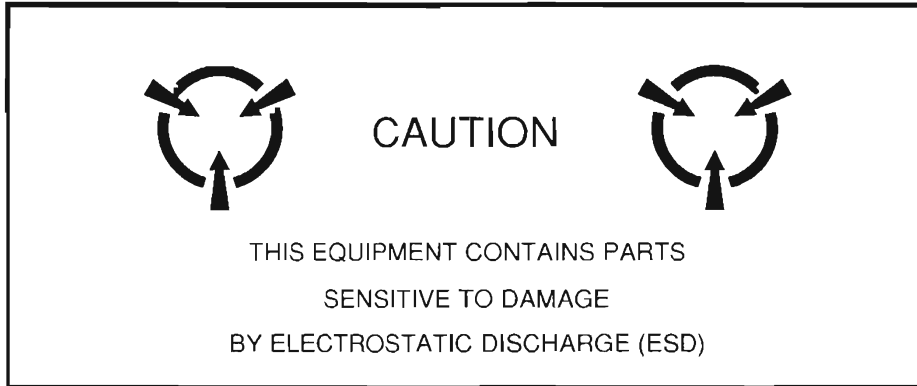 CAUTION
THIS EQUIPMENT CONTAINS PARTS
SENSITIVE TO DAMAGE
BY ELECTROSTATIC DISCHARGE (ESD)